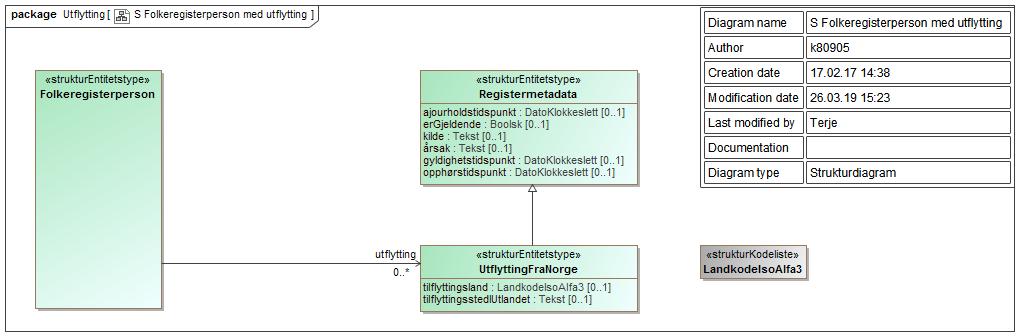 package Utflytting [ S Folkeregisterperson med utflytting ]
Diagram name S Folkeregisterperson med utflytting
Author k80905
Creation date 17.02.17 14:38
Modification date 26.03.19 15:23
Last modified by Terje
Documentation
Diagram type Strukturdiagram
«strukturEntitetstype»
Folkeregisterperson
«strukturEntitetstype»
Registermetadata
ajourholdstidspunkt : DatoKlokkeslett [0..1]
erGjeldende : Boolsk [0..1]
kilde : Tekst [0..1]
årsak : Tekst [0..1]
gyldighetstidspunkt : DatoKlokkeslett [0..1]
opphørstidspunkt : DatoKlokkeslett [0..1]
utflytting
0..*
«strukturEntitetstype»
UtflyttingFraNorge
tilflyttingsland : LandkodeIsoAlfa3 [0..1]
tilflyttingsstedIUtlandet : Tekst [0..1]
«strukturKodeliste»
LandkodeIsoAlfa3